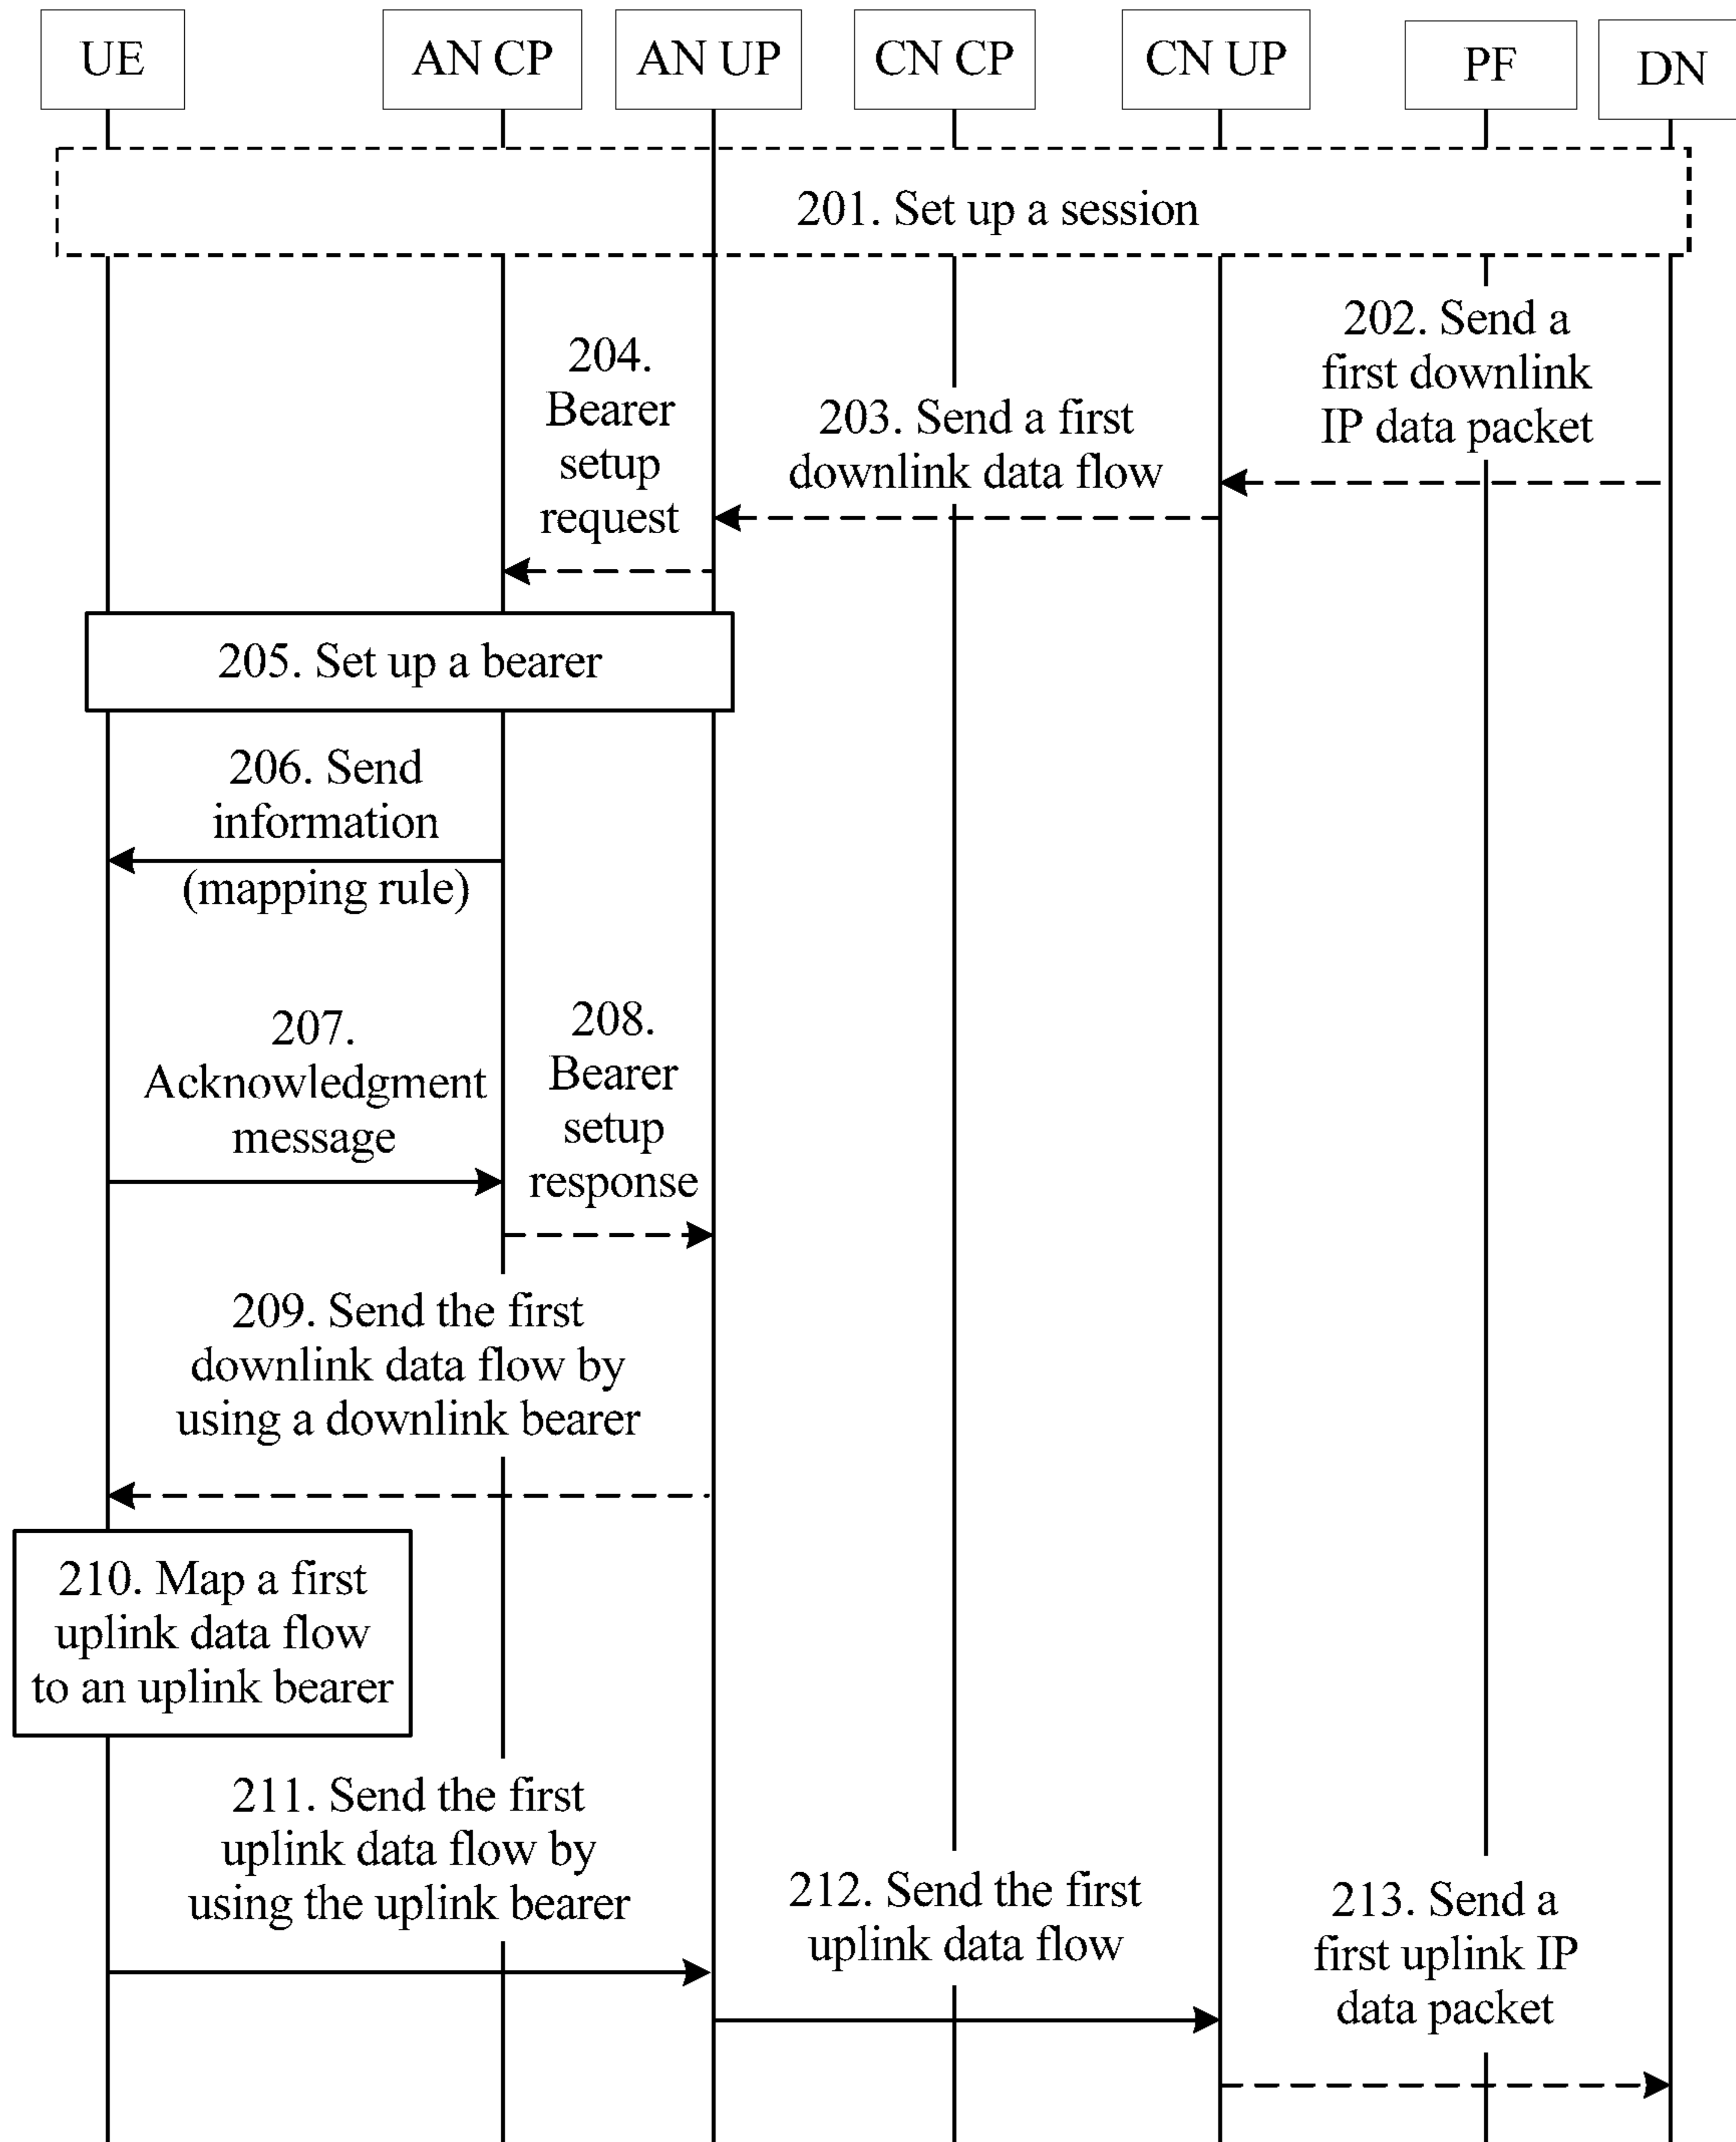 UE
AN CP
AN UP
CN CP
CN UP
PF
DN
201. Set up a session
202. Send a
first downlink
IP data packet
203. Send a first
downlink data flow
204.
Bearer
setup
request
205. Set up a bearer
206. Send
information
(mapping rule)
207.
Acknowledgment
message
208.
Bearer
setup
response
209. Send the first
downlink data flow by
using a downlink bearer
210. Map a first
uplink data flow
to an uplink bearer
211. Send the first
uplink data flow by
using the uplink bearer
212. Send the first
uplink data flow
213. Send a
first uplink IP
data packet